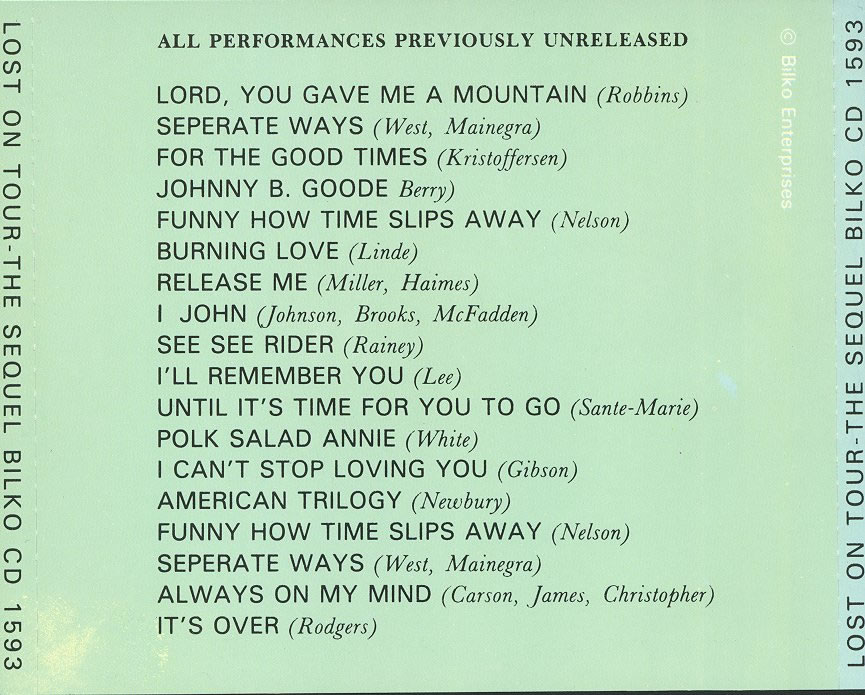 LOST ON TOUR-THE SEQUEL BILKO CD 1593
ALL PERFORMANCES PREVIOUSLY UNRELEASED
LORD, YOU GAVE ME A MOUNTAIN (Robbins)
SEPERATE WAYS (West, Mainegra)
FOR THE GOOD TIMES (Kristoffersen)
JOHNNY B. GOODE Berry)
FUNNY HOW TIME SLIPS AWAY (Nelson)
BURNING LOVE (Linde)
RELEASE ME (Miller, Haimes)
I JOHN (Johnson, Brooks, McFadden)
SEE SEE RIDER (Rainey)
I'LL REMEMBER YOU (Lee)
UNTIL IT'S TIME FOR YOU TO GO (Sante-Marie)
POLK SALAD ANNIE (White)
I CAN'T STOP LOVING YOU (Gibson)
AMERICAN TRILOGY (Newbury)
FUNNY HOW TIME SLIPS AWAY (Nelson)
SEPERATE WAYS (West, Mainegra)
ALWAYS ON MY MIND (Carson, James, Christopher)
IT'S OVER (Rodgers)
© Bilko Enterprises
LOST ON TOUR-THE SEQUEL BILKO CD 1593